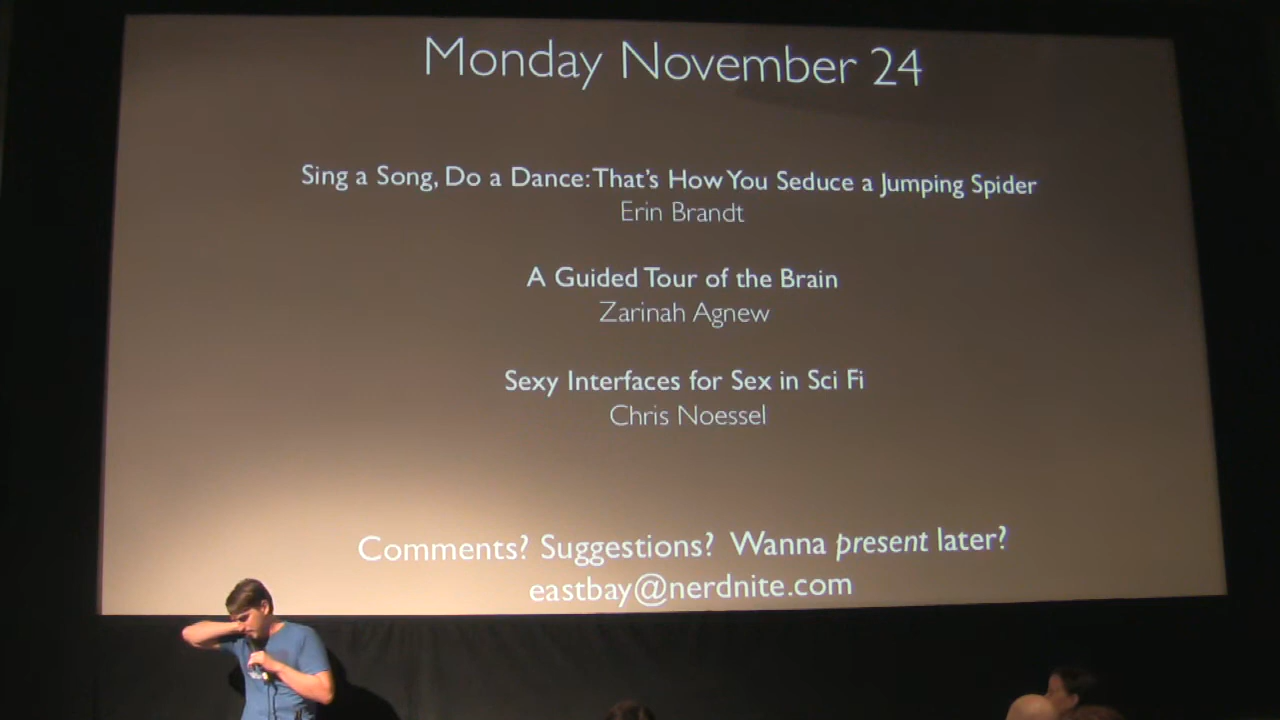 Monday November 24
Sing a Song, Do a Dance: That's How You Seduce a Jumping Spider
Erin Brandt
A Guided Tour of the Brain
Zarinah Agnew
Sexy Interfaces for Sex in Sci Fi
Chris Noessel
Comments? Suggestions? Wanna present later?
eastbay@nerdnite.com